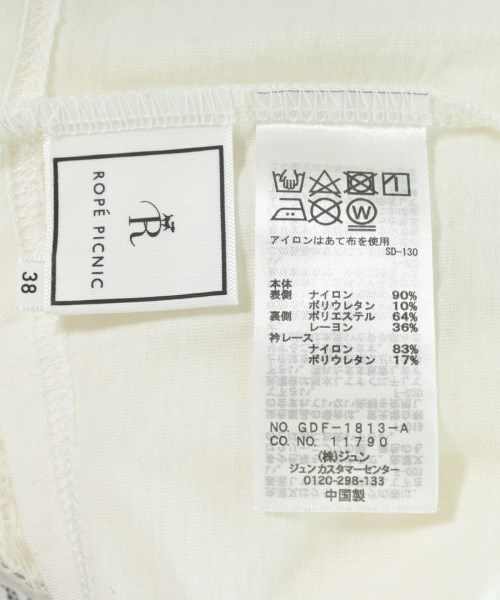 ROPÉ PICNIC
R
38
アイロンはあて布を使用
SD-130
本体
表側 ナイロン 90%
ポリウレタン 10%
裏側 ポリエステル 64%
レーヨン 36%
衿レース
ナイロン 83%
ポリウレタン 17%
NO. GDF-1813-A
CO. NO. 11790
(株)ジュン
ジュンカスタマーセンター
0120-298-133
中国製